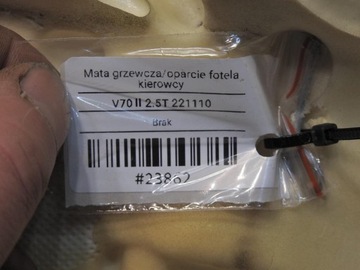 Mata grzewcza/oparcie fotela
kierowcy
V70 II 2.5T 221110
Brak
#23862